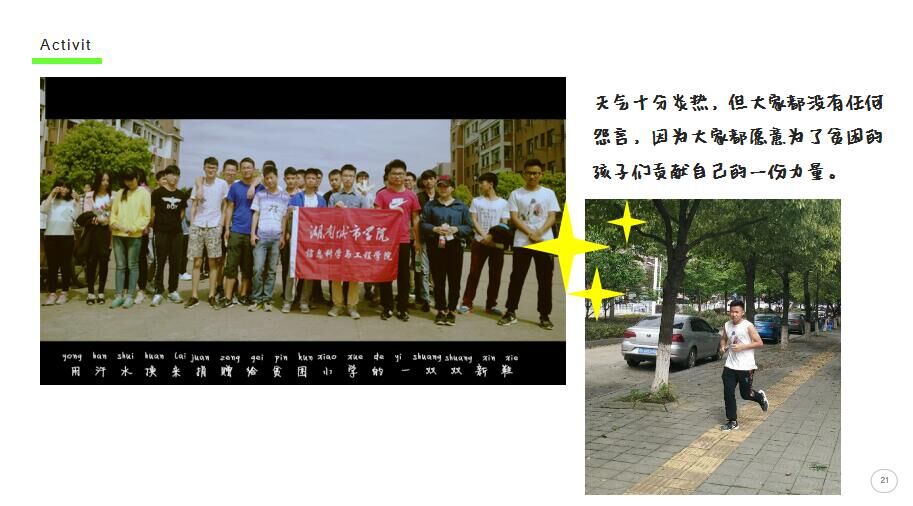 Activit
天气十分炎热，但大家都没有任何
怨言，因为大家都愿意为了贫困的
孩子们贡献自己的一份力量。
湖南城市学院
信息科学与工程学院
yong han shui huan lai juan zeng gei pin kun xiao xue de yi shuang shuang xin xie
用 汗 水 换 来 捐 赠 给 贫 困 小 学 的 一 双 双 新 鞋
21